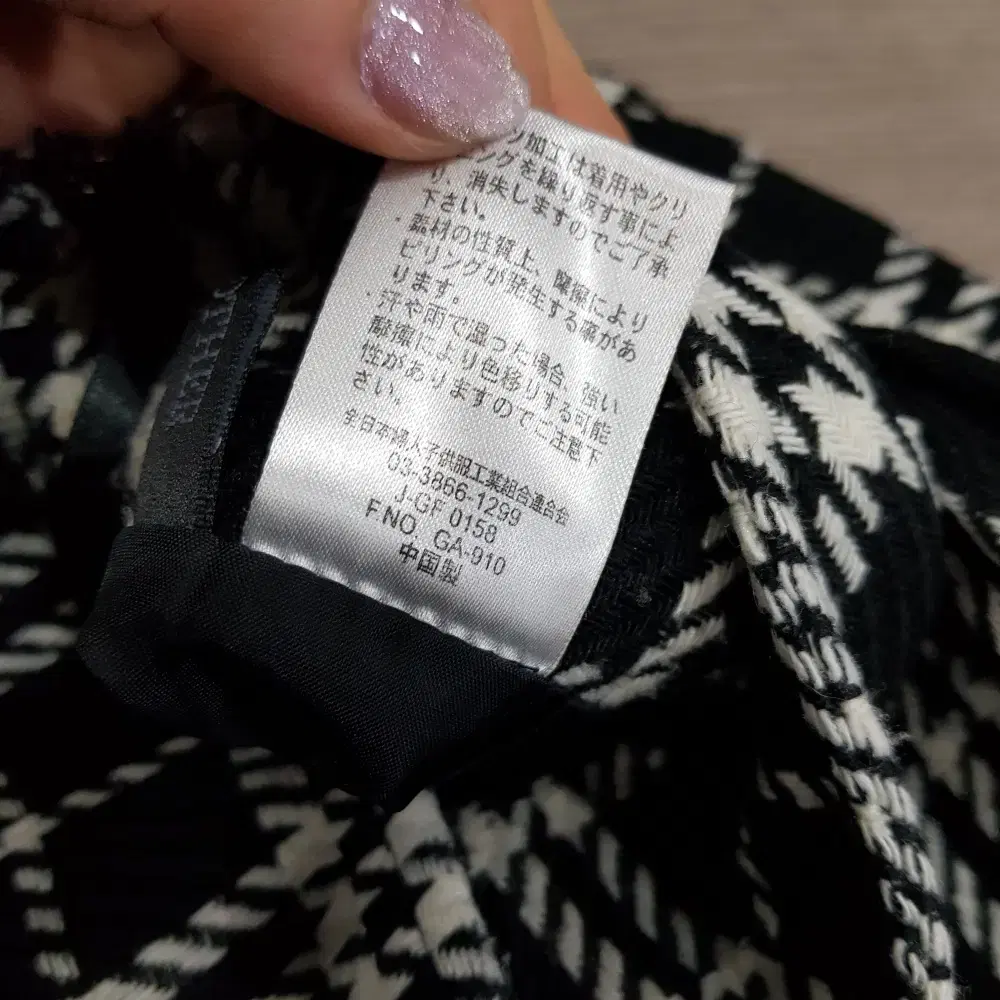 加工は着用やクリ
ングを繰り返す事によ
り、消失しますのでご了承
下さい。
・素材の性質上、摩擦により
ピリングが発生する事があ
ります。
・汗や雨で湿った場合、強い
摩擦により色移りする可能
性がありますのでご注意下
さい。
全日本婦人子供服工業組合連合会
03-3866-1299
J-GF 0158
F.NO. GA-910
中国製